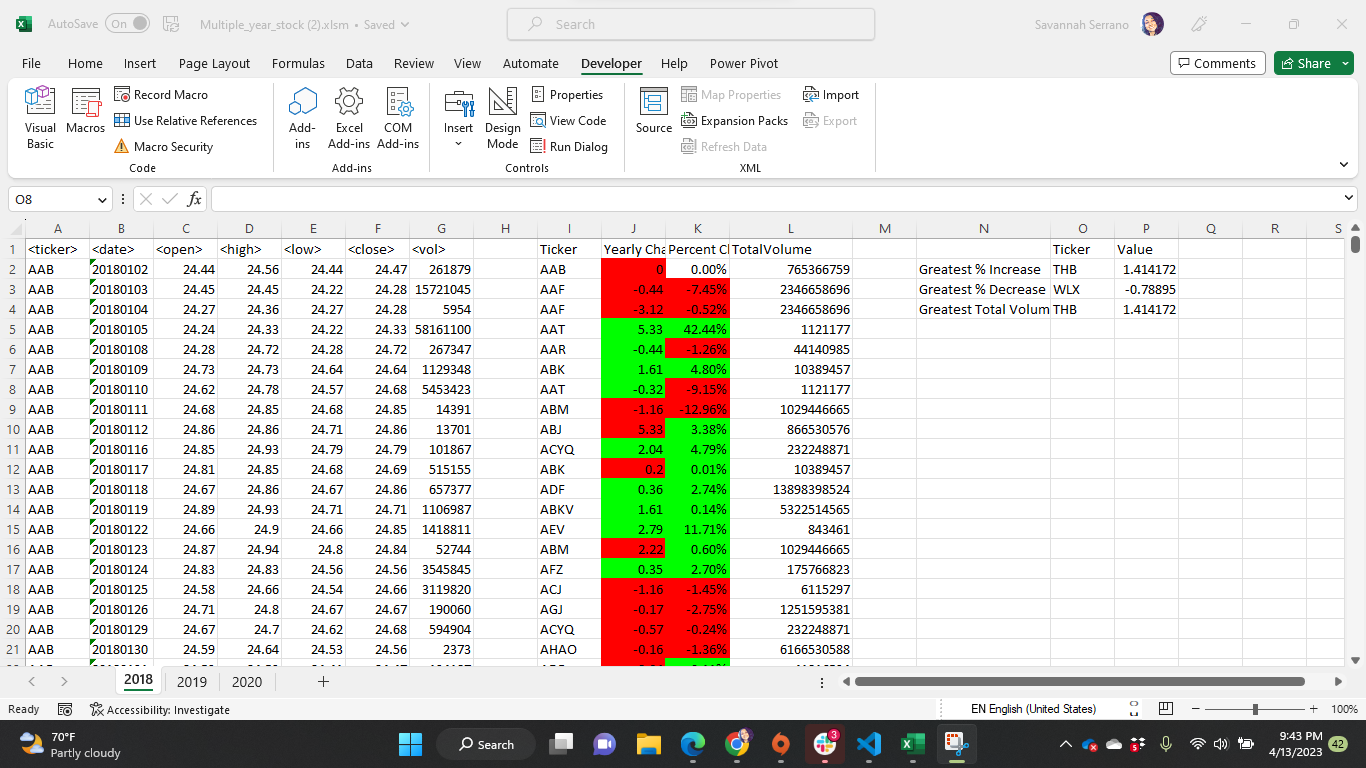 AutoSave On Multiple_year_stock (2).xlsm • Saved Search Savannah Serrano
File Home Insert Page Layout Formulas Data Review View Automate Developer Help Power Pivot Comments Share
Visual Basic
Macros
Record Macro
Use Relative References
Macro Security
Code
Add-ins
Excel Add-ins
COM Add-ins
Add-ins
Insert
Design Mode
Properties
View Code
Run Dialog
Controls
Source
Map Properties
Expansion Packs
Refresh Data
Import
Export
XML
O8 fx
A B C D E F G H I J K L M N O P Q R S
1 <ticker> <date> <open> <high> <low> <close> <vol> Ticker Yearly Cha Percent Cl TotalVolume Ticker Value
2 AAB 20180102 24.44 24.56 24.44 24.47 261879 AAB 0 0.00% 765366759 Greatest % Increase THB 1.414172
3 AAB 20180103 24.45 24.45 24.22 24.28 15721045 AAF -0.44 -7.45% 2346658696 Greatest % Decrease WLX -0.78895
4 AAB 20180104 24.27 24.36 24.27 24.28 5954 AAF -3.12 -0.52% 2346658696 Greatest Total Volum THB 1.414172
5 AAB 20180105 24.24 24.33 24.22 24.33 58161100 AAT 5.33 42.44% 1121177
6 AAB 20180108 24.28 24.72 24.28 24.72 267347 AAR -0.44 -1.26% 44140985
7 AAB 20180109 24.73 24.73 24.64 24.64 1129348 ABK 1.61 4.80% 10389457
8 AAB 20180110 24.62 24.78 24.57 24.68 5453423 AAT -0.32 -9.15% 1121177
9 AAB 20180111 24.68 24.85 24.68 24.85 14391 ABM -1.16 -12.96% 1029446665
10 AAB 20180112 24.86 24.86 24.71 24.86 13701 ABJ 5.33 3.38% 866530576
11 AAB 20180116 24.85 24.93 24.79 24.79 101867 ACYQ 2.04 4.79% 232248871
12 AAB 20180117 24.81 24.85 24.68 24.69 515155 ABK 0.2 0.01% 10389457
13 AAB 20180118 24.67 24.86 24.67 24.86 657377 ADF 0.36 2.74% 13898398524
14 AAB 20180119 24.89 24.93 24.71 24.71 1106987 ABKV 1.61 0.14% 5322514565
15 AAB 20180122 24.66 24.9 24.66 24.85 1418811 AEV 2.79 11.71% 843461
16 AAB 20180123 24.87 24.94 24.8 24.84 52744 ABM 2.22 0.60% 1029446665
17 AAB 20180124 24.83 24.83 24.56 24.56 3545845 AFZ 0.35 2.70% 175766823
18 AAB 20180125 24.58 24.66 24.54 24.66 3119820 ACJ -1.16 -1.45% 6115297
19 AAB 20180126 24.71 24.8 24.67 24.67 190060 AGJ -0.17 -2.75% 1251595381
20 AAB 20180129 24.67 24.7 24.62 24.68 594904 ACYQ -0.57 -0.24% 232248871
21 AAB 20180130 24.59 24.64 24.53 24.56 2373 AHAO -0.16 -1.36% 6166530588
2018 2019 2020
Ready Accessibility: Investigate EN English (United States) 100%
70°F
Partly cloudy
Search
3
9:43 PM
4/13/2023
42